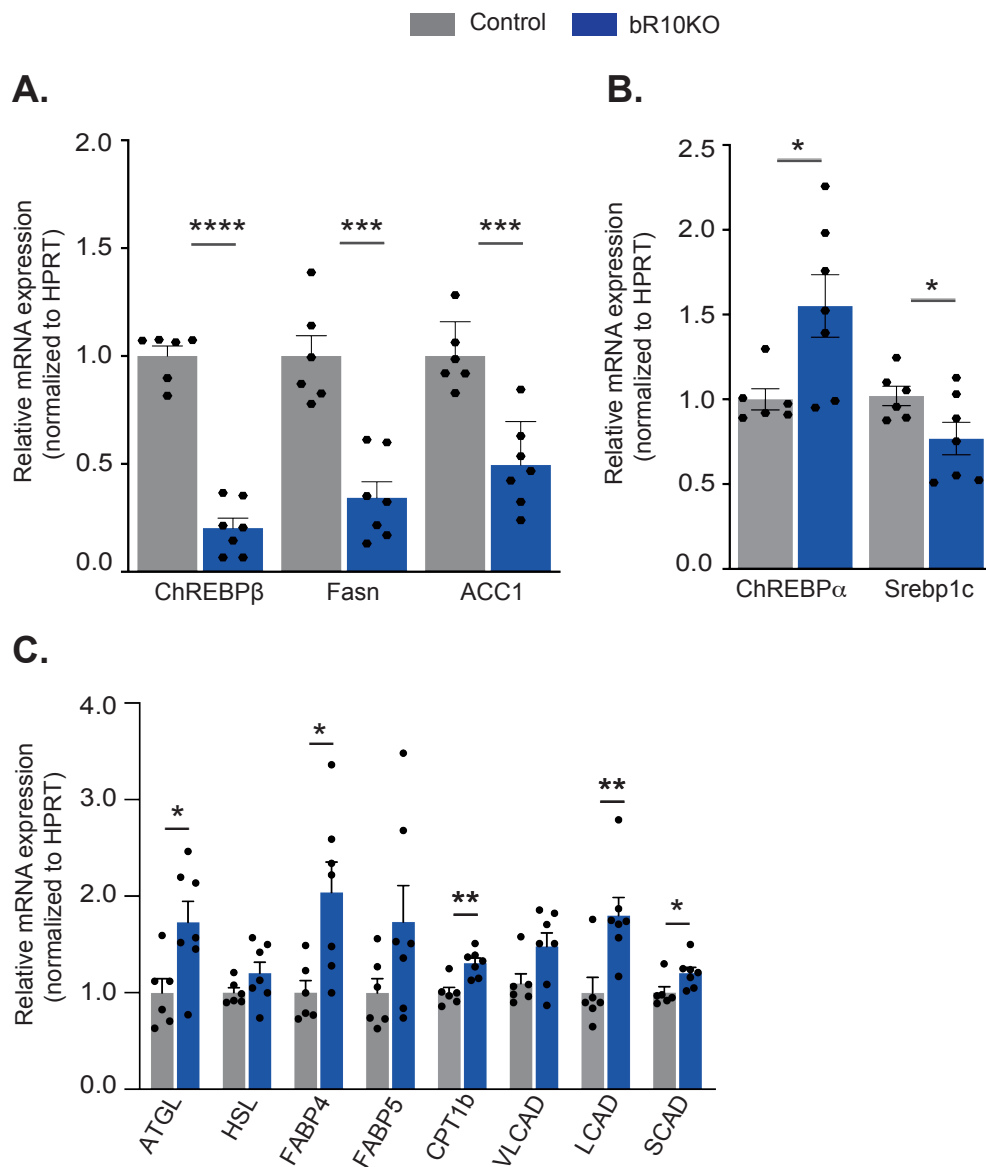 Control bR10KO
A.
Relative mRNA expression
(normalized to HPRT)
2.0
1.5
1.0
0.5
0.0
**** *** ***
ChREBPβ Fasn ACC1
B.
Relative mRNA expression
(normalized to HPRT)
2.5
2.0
1.5
1.0
0.5
0.0
*
*
ChREBPα Srebp1c
C.
Relative mRNA expression
(normalized to HPRT)
4.0
3.0
2.0
1.0
0.0
*
*
**
**
*
ATGL
HSL
FABP4
FABP5
CPT1b
VLCAD
LCAD
SCAD